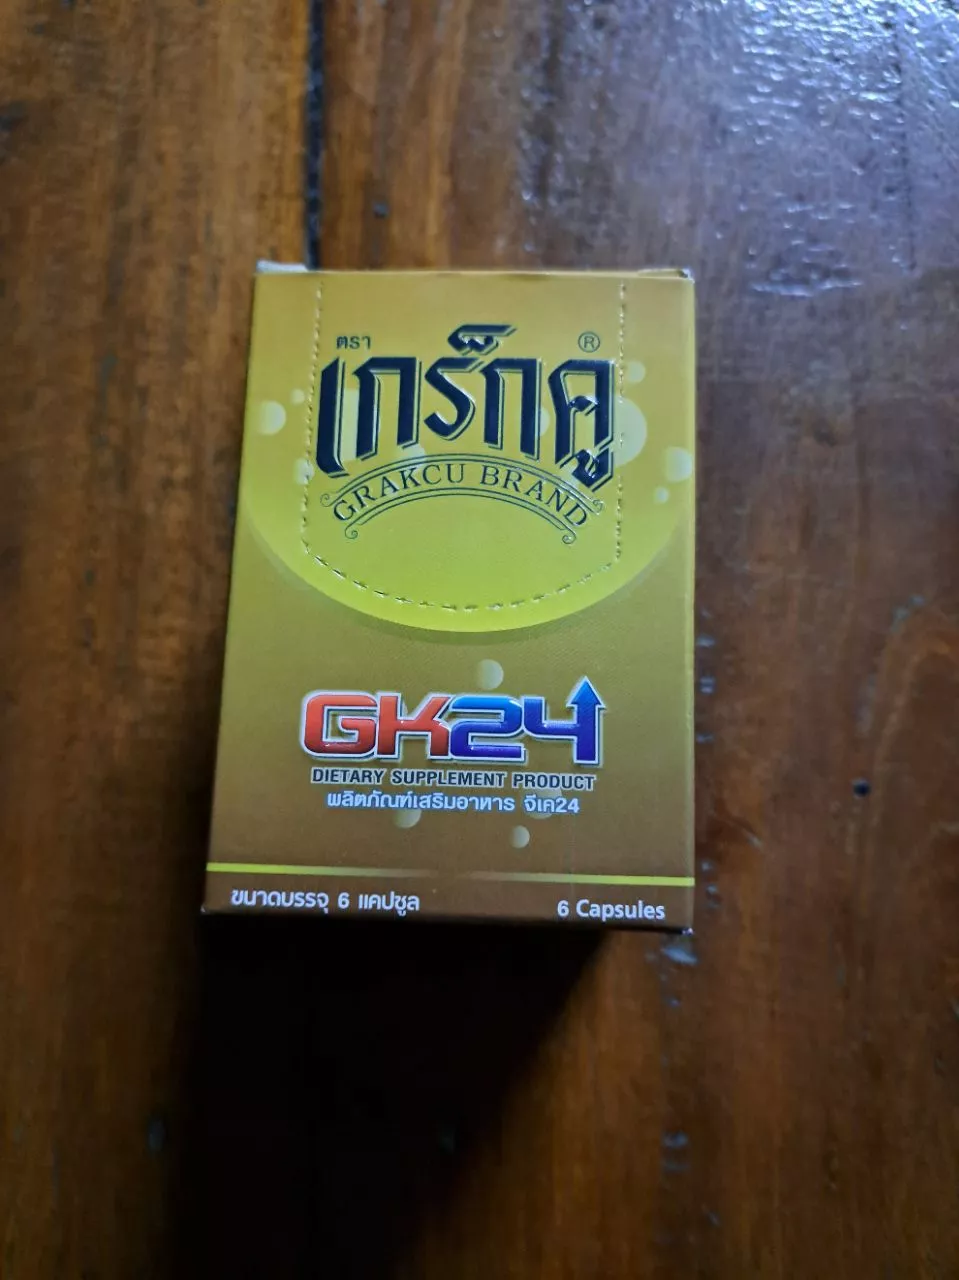 ตรา
®
เกร็กคู
GRAKCU BRAND
GK24
DIETARY SUPPLEMENT PRODUCT
ผลิตภัณฑ์เสริมอาหาร จีเค24
ขนาดบรรจุ 6 แคปซูล
6 Capsules